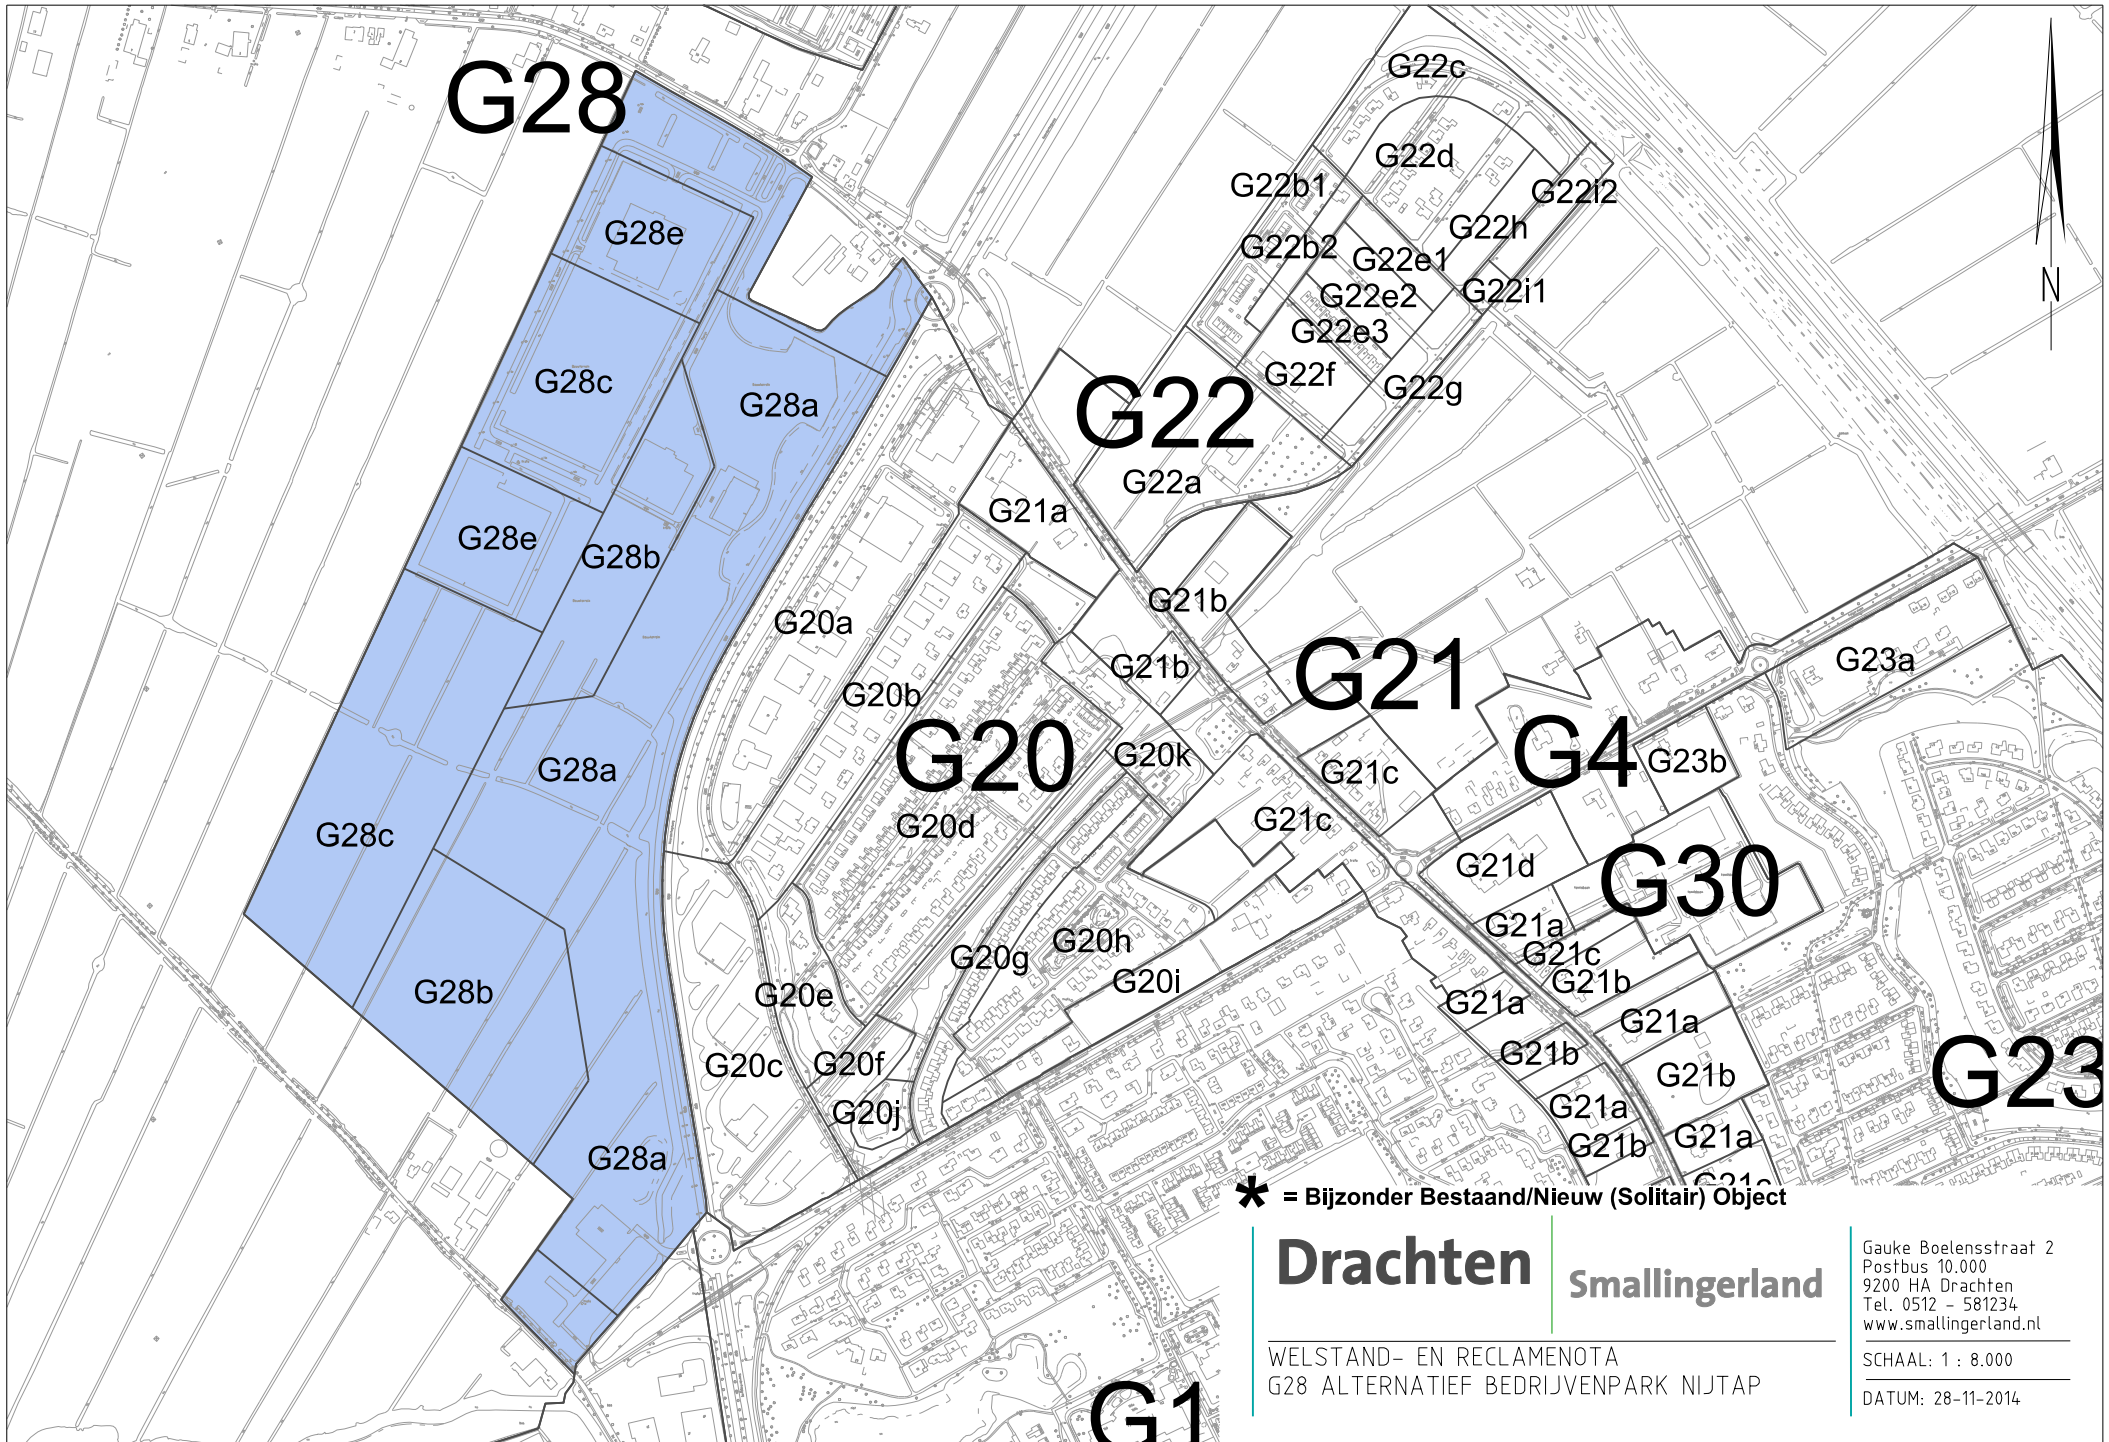 G28
G22c
G22d
G22b1
G22i2
G28e
G22h
G22b2
G22e1
G22e2
G22i1
N
G22e3
G28c
G22f
G28a
G22g
G22
G22a
G21a
G28e
G28b
G21b
G20a
G21b
G21
G23a
G20b
G20
G4
G20k
G23b
G28a
G21c
G20d
G21c
G28c
G21d
G30
G21a
G20h
G20g
G21c
G20i
G21b
G28b
G20e
G21a
G21a
G20c
G20f
G21b
G21b
G23
G20j
G21a
G21a
G21b
G28a
* = Bijzonder Bestaand/Nieuw (Solitair) Object
Drachten
Smallingerland
Gauke Boelensstraat 2
Postbus 10.000
9200 HA Drachten
Tel. 0512 - 581234
www.smallingerland.nl
WELSTAND- EN RECLAMENOTA
G28 ALTERNATIEF BEDRIJVENPARK NIJTAP
SCHAAL: 1 : 8.000
DATUM: 28-11-2014
G1